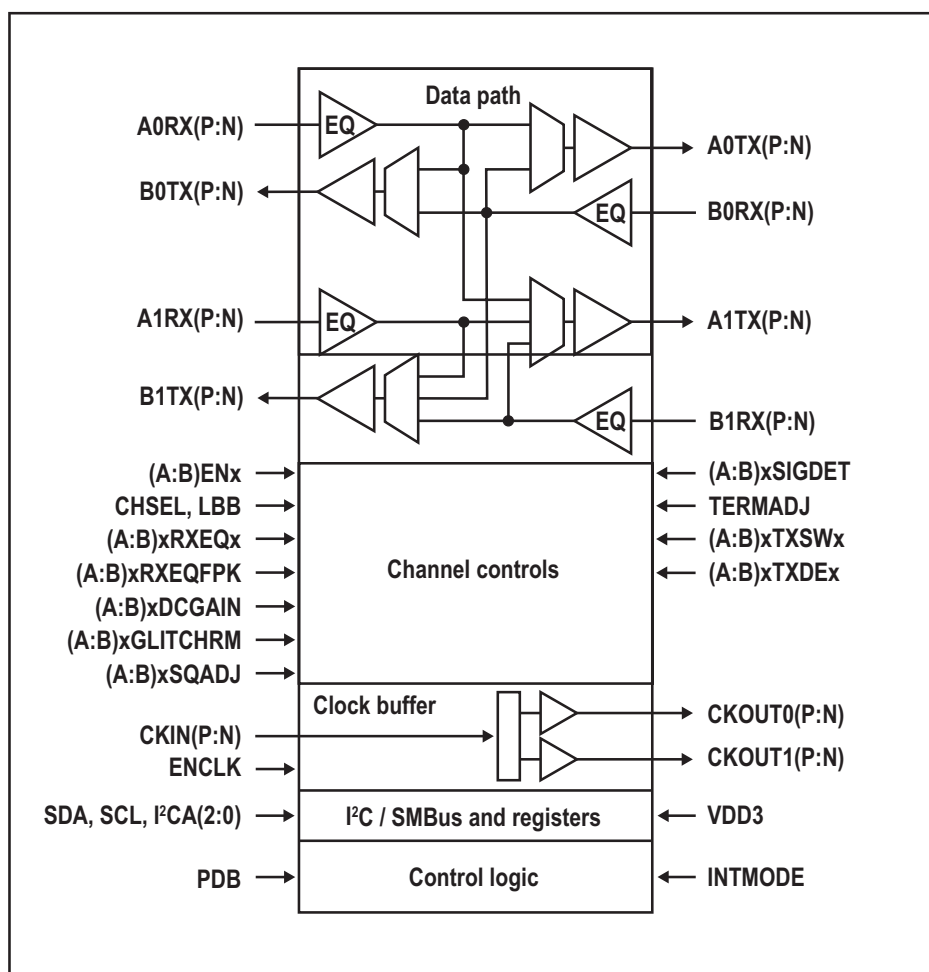 Data path
A0RX(P:N)
EQ
A0TX(P:N)
B0TX(P:N)
EQ
B0RX(P:N)
A1RX(P:N)
EQ
A1TX(P:N)
B1TX(P:N)
EQ
B1RX(P:N)
(A:B)ENx
CHSEL, LBB
(A:B)xRXEQx
(A:B)xRXEQFPK
(A:B)xDCGAIN
(A:B)xGLITCHRM
(A:B)xSQADJ
Channel controls
(A:B)xSIGDET
TERMADJ
(A:B)xTXSWx
(A:B)xTXDEx
Clock buffer
CKIN(P:N)
ENCLK
CKOUT0(P:N)
CKOUT1(P:N)
SDA, SCL, I²CA(2:0)
I²C / SMBus and registers
VDD3
PDB
Control logic
INTMODE